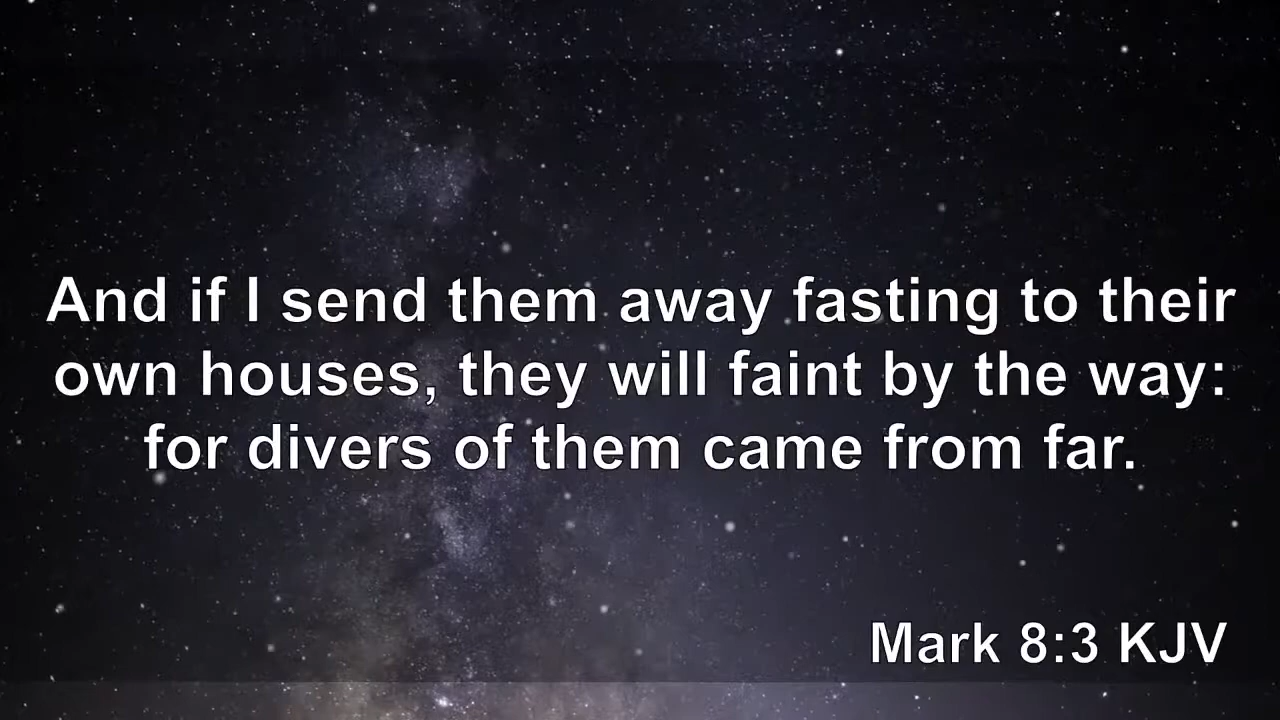 And if I send them away fasting to their
own houses, they will faint by the way:
for divers of them came from far.
Mark 8:3 KJV